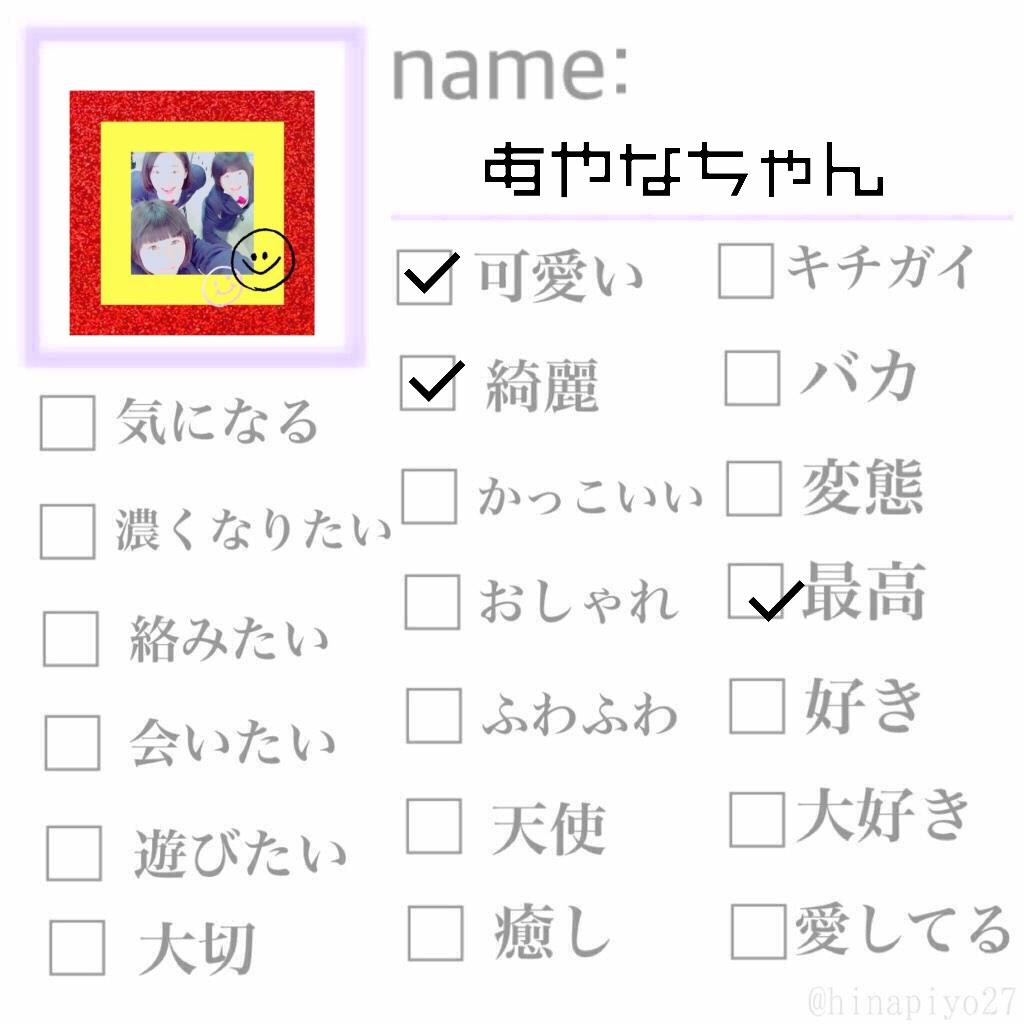 name:
あやなちゃん
可愛い
綺麗
かっこいい
おしゃれ
ふわふわ
天使
癒し
キチガイ
バカ
変態
最高
好き
大好き
愛してる
気になる
濃くなりたい
絡みたい
会いたい
遊びたい
大切
@hinapiyo27